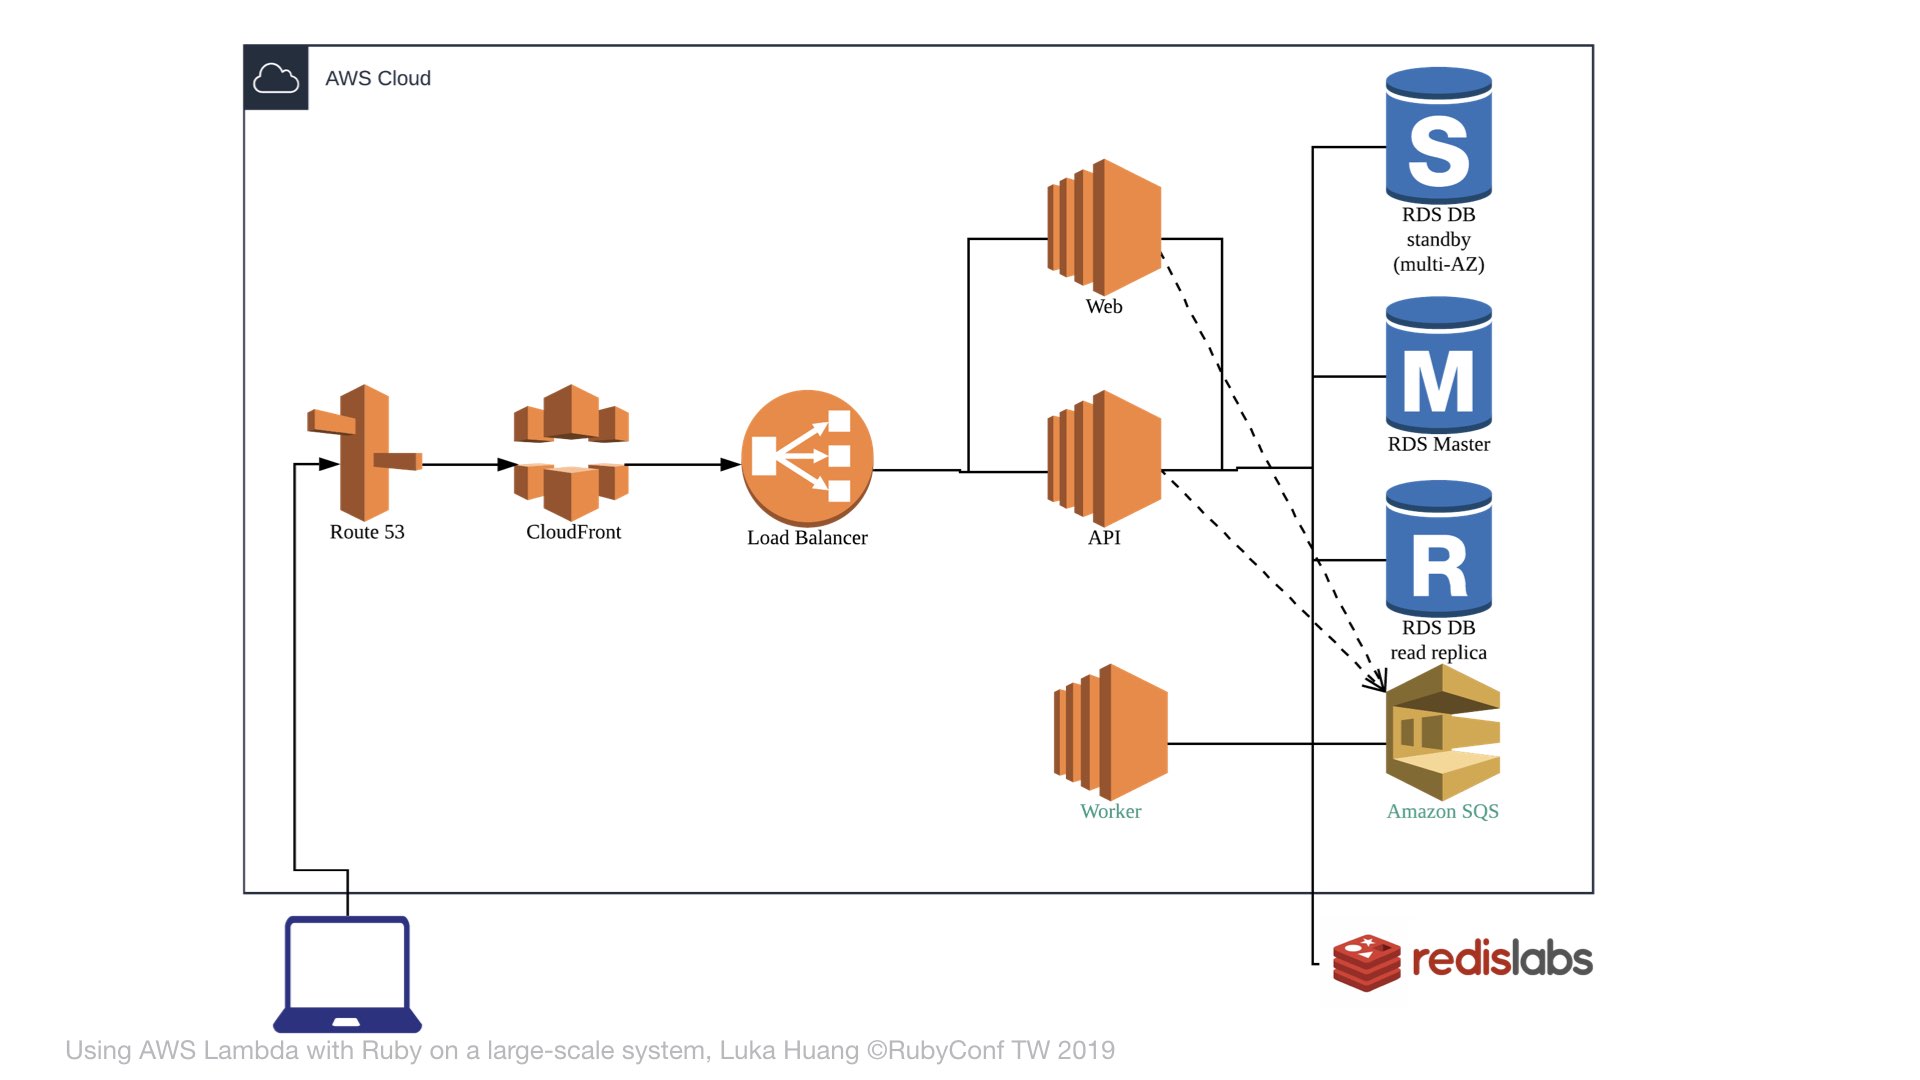 AWS Cloud
S
RDS DB
standby
(multi-AZ)
Web
M
RDS Master
Route 53
CloudFront
Load Balancer
API
R
RDS DB
read replica
Worker
Amazon SQS
redislabs
Using AWS Lambda with Ruby on a large-scale system, Luka Huang ©RubyConf TW 2019